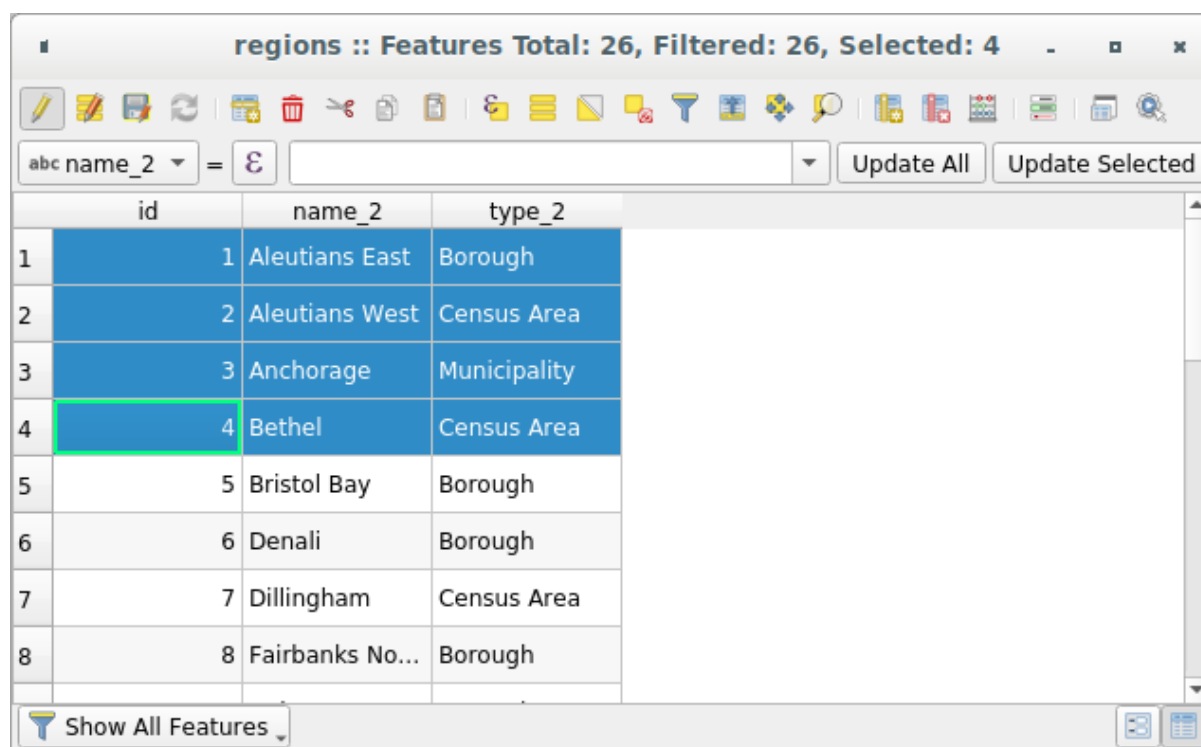 regions :: Features Total: 26, Filtered: 26, Selected: 4
abc name_2 = ε Update All Update Selected
id name_2 type_2
1 1 Aleutians East Borough
2 2 Aleutians West Census Area
3 3 Anchorage Municipality
4 4 Bethel Census Area
5 5 Bristol Bay Borough
6 6 Denali Borough
7 7 Dillingham Census Area
8 8 Fairbanks No... Borough
Show All Features